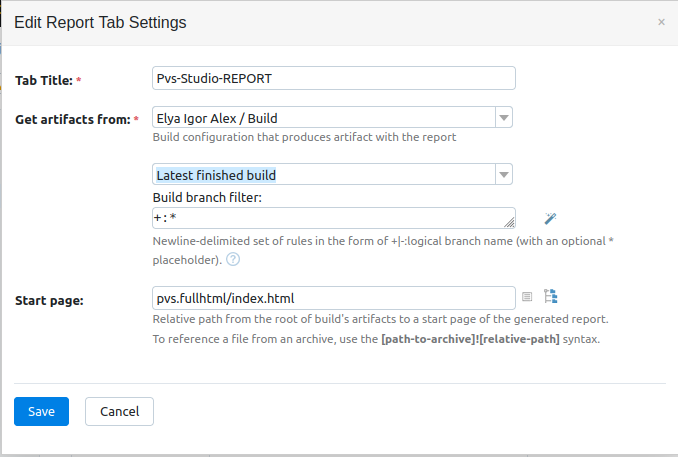 Edit Report Tab Settings
×
Tab Title: *
Pvs-Studio-REPORT
Get artifacts from: *
Elya Igor Alex / Build
Build configuration that produces artifact with the report
Latest finished build
Build branch filter:
+:*
Newline-delimited set of rules in the form of +|-:logical branch name (with an optional *
placeholder). ?
Start page:
pvs.fullhtml/index.html
Relative path from the root of build's artifacts to a start page of the generated report.
To reference a file from an archive, use the [path-to-archive]![relative-path] syntax.
Save
Cancel